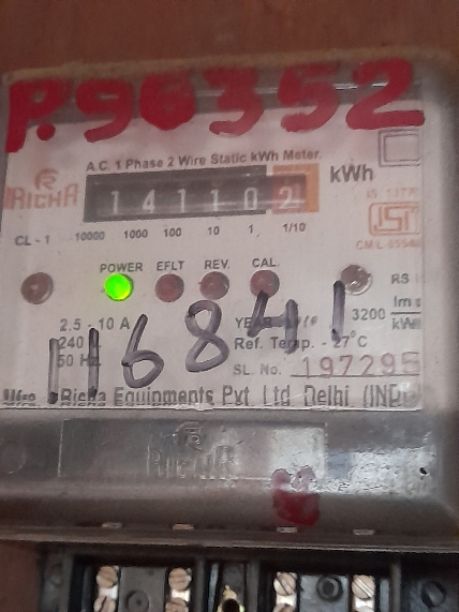 P.96352
A.C. 1 Phase 2 Wire Static kWh Meter.
RICHA
141102 kWh
CL - 1 10000 1000 100 10 1 1/10
POWER EFLT REV. CAL.
3200
2.5 - 10 A
240
50 Hz
Ref. Temp. - 27°C
SL. No. 197295
116841
Richa Equipments Pvt. Ltd. Delhi
RICHA